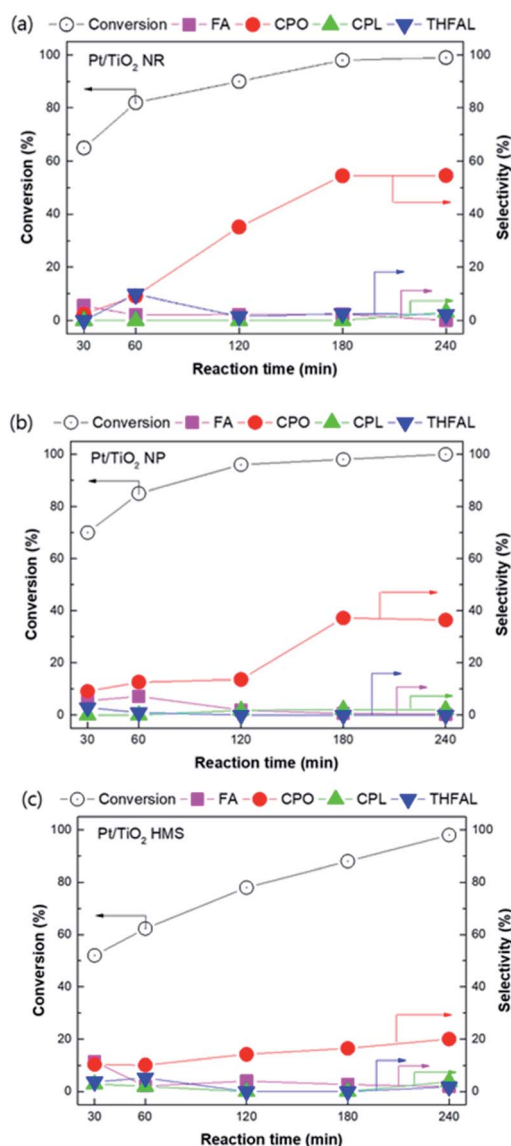 (a)
Conversion FA CPO CPL THFAL
Pt/TiO₂ NR
100 100
80 80
60 60
40 40
20 20
0 0
Conversion (%)
Selectivity (%)
30 60 120 180 240
Reaction time (min)
(b)
Conversion FA CPO CPL THFAL
Pt/TiO₂ NP
100 100
80 80
60 60
40 40
20 20
0 0
Conversion (%)
Selectivity (%)
30 60 120 180 240
Reaction time (min)
(c)
Conversion FA CPO CPL THFAL
Pt/TiO₂ HMS
100 100
80 80
60 60
40 40
20 20
0 0
Conversion (%)
Selectivity (%)
30 60 120 180 240
Reaction time (min)